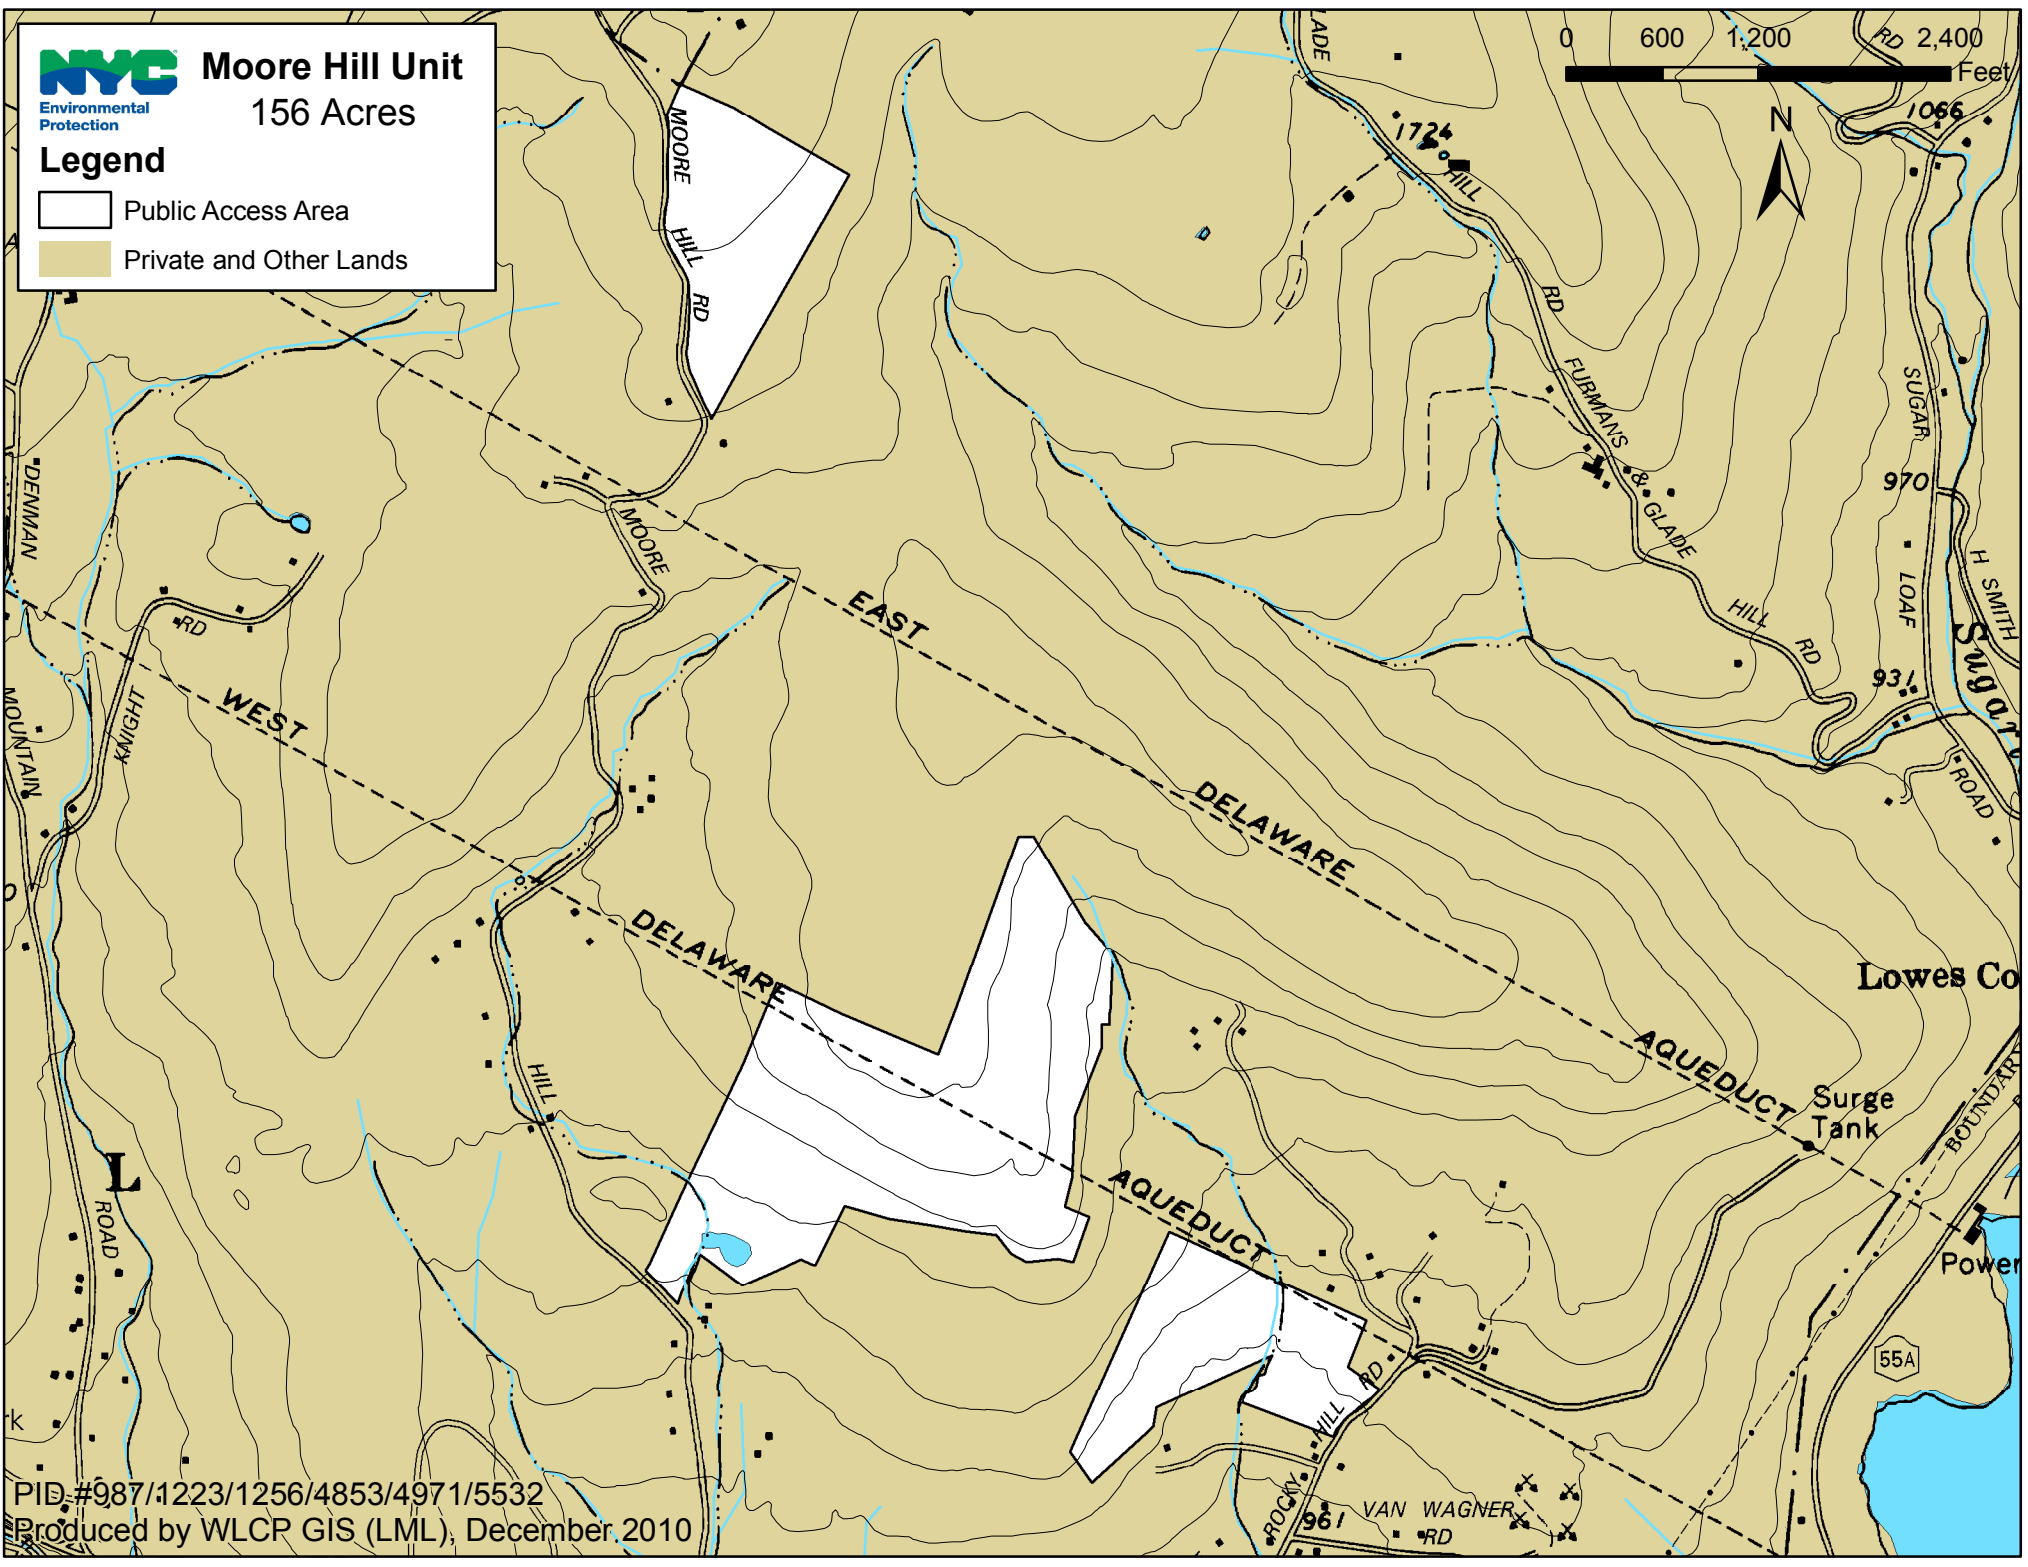 NYC
Environmental
Protection
Moore Hill Unit
156 Acres
Legend
Public Access Area
Private and Other Lands
0 600 1,200 2,400
Feet
N
MOORE
HILL
RD
LADE
HILL
RD
FURMANS
&
GLADE
HILL
RD
1724
RD
1066
SUGAR
LOAF
ROAD
970
931
H SMITH
Sugar
DENMAN
MOUNTAIN
ROAD
KNIGHT
RD
MOORE
HILL
EAST
DELAWARE
AQUEDUCT
WEST
DELAWARE
AQUEDUCT
Lowes Co
Surge
Tank
BOUNDARY
Power
55A
L
ROCKY
HILL
RD
961
VAN WAGNER
RD
rk
PID #987/1223/1256/4853/4971/5532
Produced by WLCP GIS (LML), December 2010